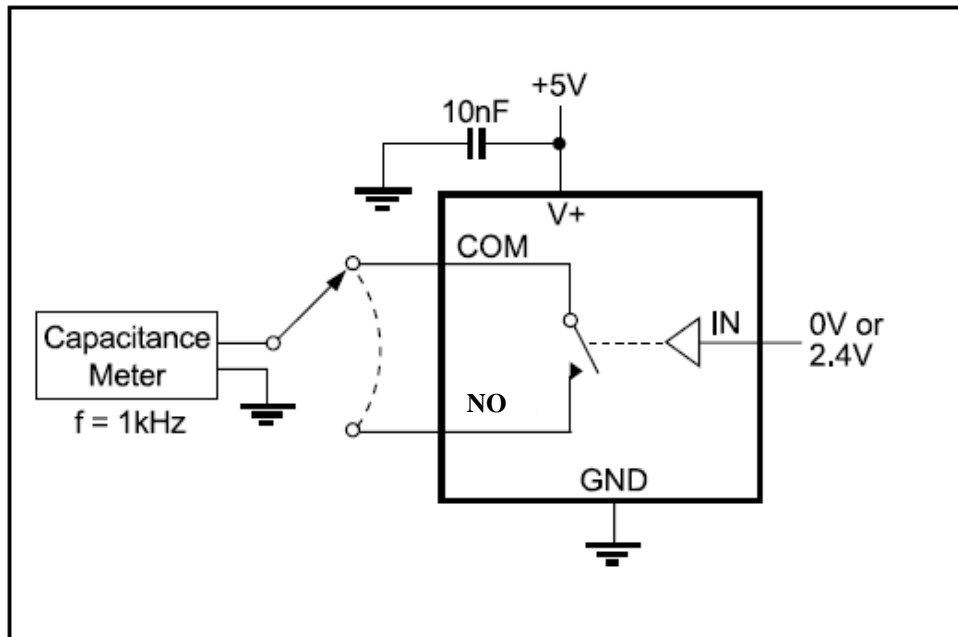 +5V
10nF
V+
COM
IN
0V or
2.4V
Capacitance
Meter
f = 1kHz
NO
GND